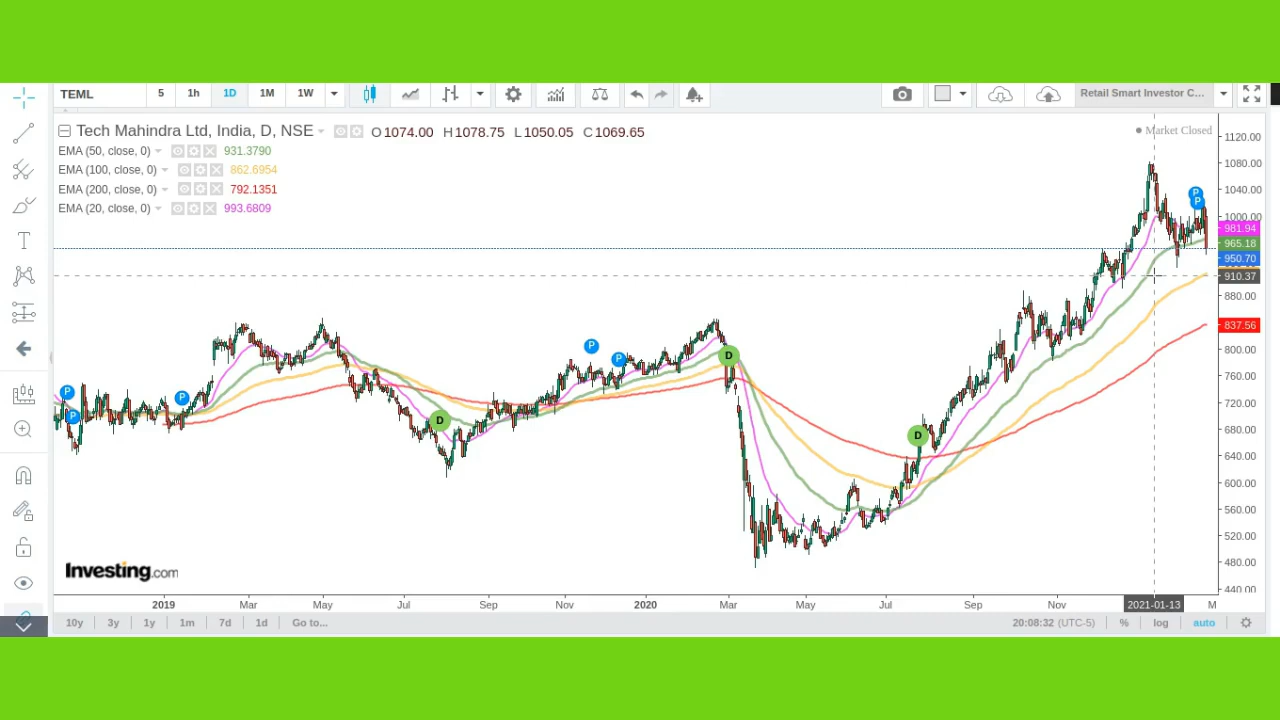 TEML 5 1h 1D 1M 1W Retail Smart Investor C...
Tech Mahindra Ltd, India, D, NSE O 1074.00 H 1078.75 L 1050.05 C 1069.65
Market Closed
EMA (50, close, 0) 931.3790
EMA (100, close, 0) 862.6954
EMA (200, close, 0) 792.1351
EMA (20, close, 0) 993.6809
1120.00
1080.00
1040.00
1000.00
981.94
965.18
950.70
910.37
880.00
837.56
800.00
760.00
720.00
680.00
640.00
600.00
560.00
520.00
480.00
440.00
P
P
P
P
P
P
P
D
D
D
Investing.com
2019 Mar May Jul Sep Nov 2020 Mar May Jul Sep Nov 2021-01-13 M
10y 3y 1y 1m 7d 1d Go to... 20:08:32 (UTC-5) % log auto